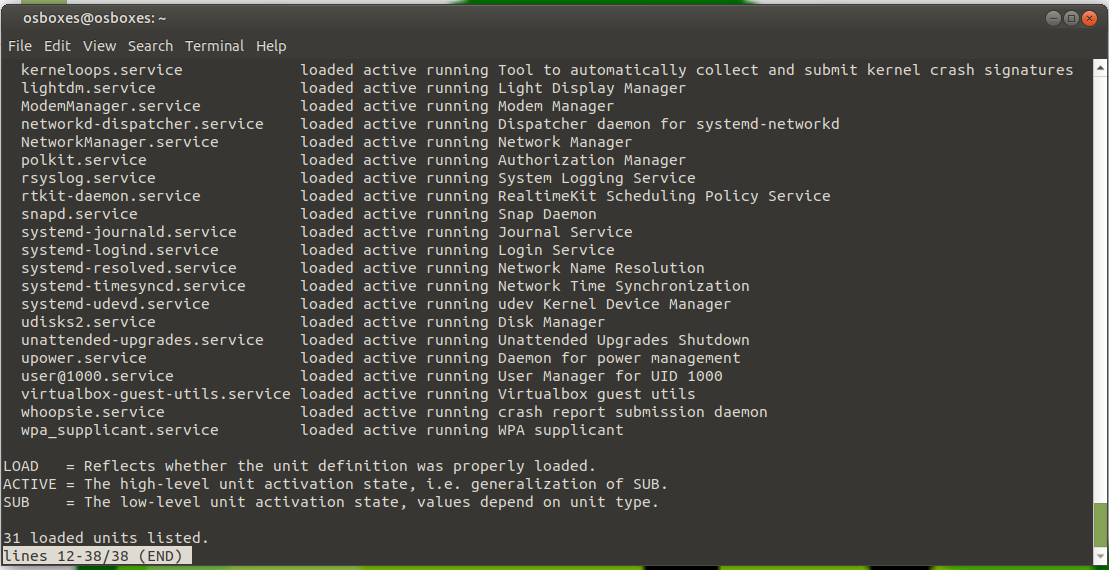 osboxes@osboxes: ~
File Edit View Search Terminal Help
kerneloops.service loaded active running Tool to automatically collect and submit kernel crash signatures
lightdm.service loaded active running Light Display Manager
ModemManager.service loaded active running Modem Manager
networkd-dispatcher.service loaded active running Dispatcher daemon for systemd-networkd
NetworkManager.service loaded active running Network Manager
polkit.service loaded active running Authorization Manager
rsyslog.service loaded active running System Logging Service
rtkit-daemon.service loaded active running RealtimeKit Scheduling Policy Service
snapd.service loaded active running Snap Daemon
systemd-journald.service loaded active running Journal Service
systemd-logind.service loaded active running Login Service
systemd-resolved.service loaded active running Network Name Resolution
systemd-timesyncd.service loaded active running Network Time Synchronization
systemd-udevd.service loaded active running udev Kernel Device Manager
udisks2.service loaded active running Disk Manager
unattended-upgrades.service loaded active running Unattended Upgrades Shutdown
upower.service loaded active running Daemon for power management
user@1000.service loaded active running User Manager for UID 1000
virtualbox-guest-utils.service loaded active running Virtualbox guest utils
whoopsie.service loaded active running crash report submission daemon
wpa_supplicant.service loaded active running WPA supplicant
LOAD = Reflects whether the unit definition was properly loaded.
ACTIVE = The high-level unit activation state, i.e. generalization of SUB.
SUB = The low-level unit activation state, values depend on unit type.
31 loaded units listed.
lines 12-38/38 (END)